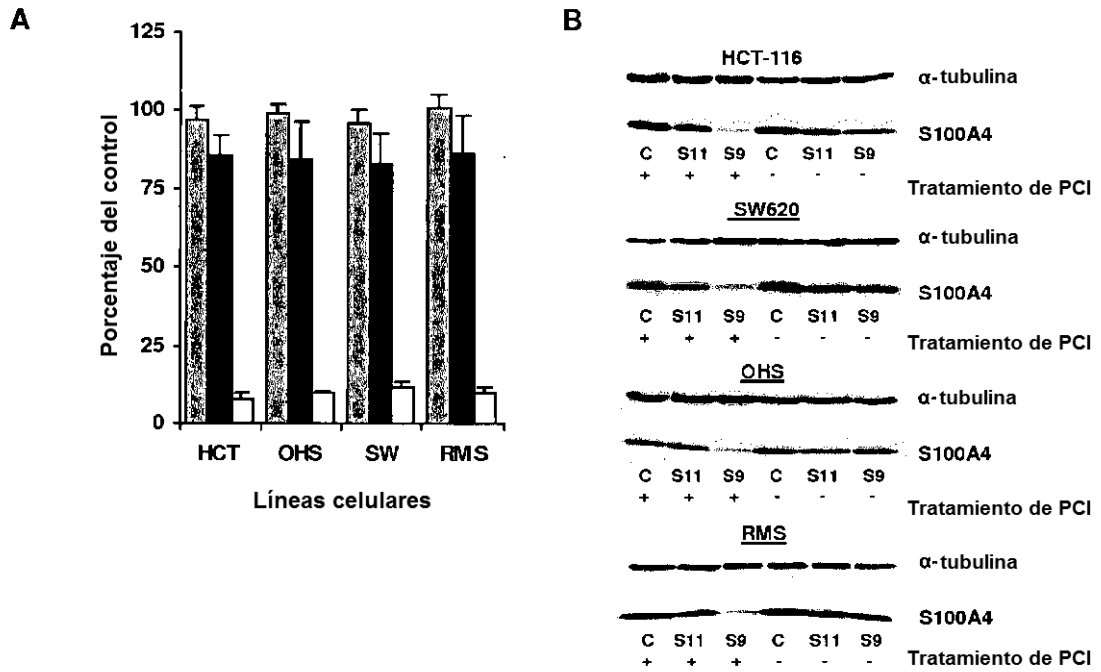 A
125
100
75
50
25
0
Porcentaje del control
HCT OHS SW RMS
Líneas celulares
B
HCT-116
α-tubulina
S100A4
C S11 S9 C S11 S9
+ + + - - - Tratamiento de PCI
SW620
α-tubulina
S100A4
C S11 S9 C S11 S9
+ + + - - - Tratamiento de PCI
OHS
α-tubulina
S100A4
C S11 S9 C S11 S9
+ + + - - - Tratamiento de PCI
RMS
α-tubulina
S100A4
C S11 S9 C S11 S9
+ + + - - - Tratamiento de PCI